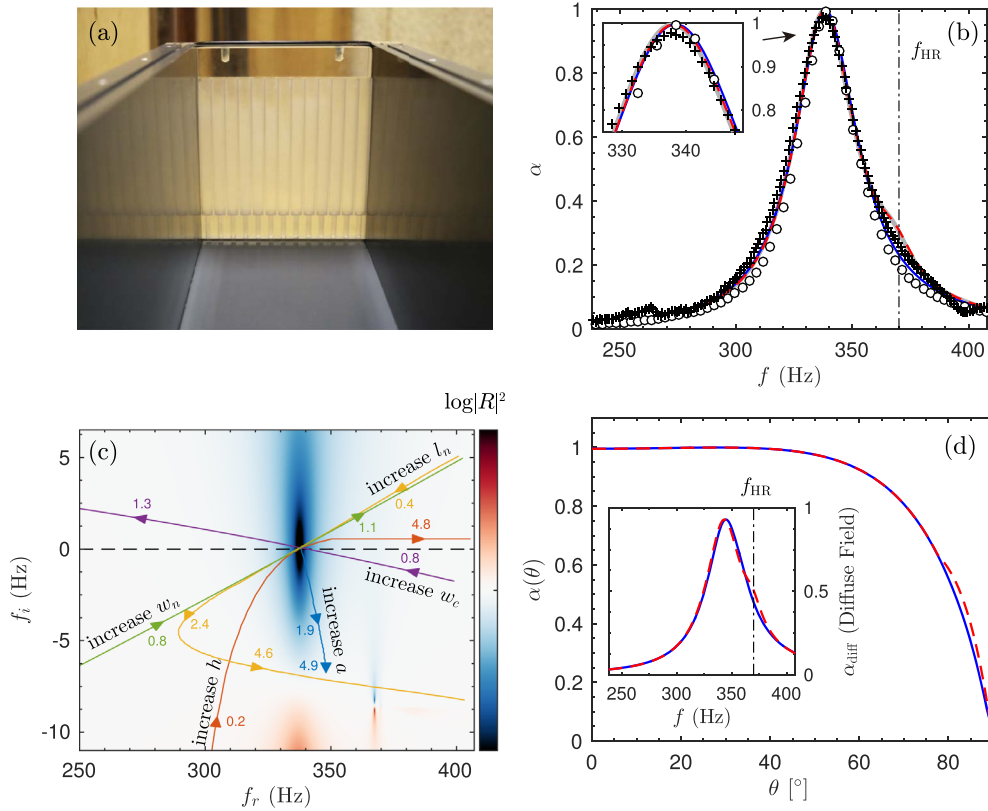 (a)
(b)
f_HR
1
0.9
0.8
330
340
α
1
0.8
0.6
0.4
0.2
0
250
300
350
400
f (Hz)
log|R|²
(c)
increase l_n
0.4
1.1
1.3
4.8
0.8
increase w_c
increase w_n
0.8
2.4
4.6
increase a
1.9
4.9
increase h
0.2
f_i (Hz)
5
0
-5
-10
250
300
350
400
f_r (Hz)
(d)
α(θ)
1
0.8
0.6
0.4
0.2
0
0
20
40
60
80
θ [°]
f_HR
1
0.5
0
α_diff (Diffuse Field)
250
300
350
400
f (Hz)